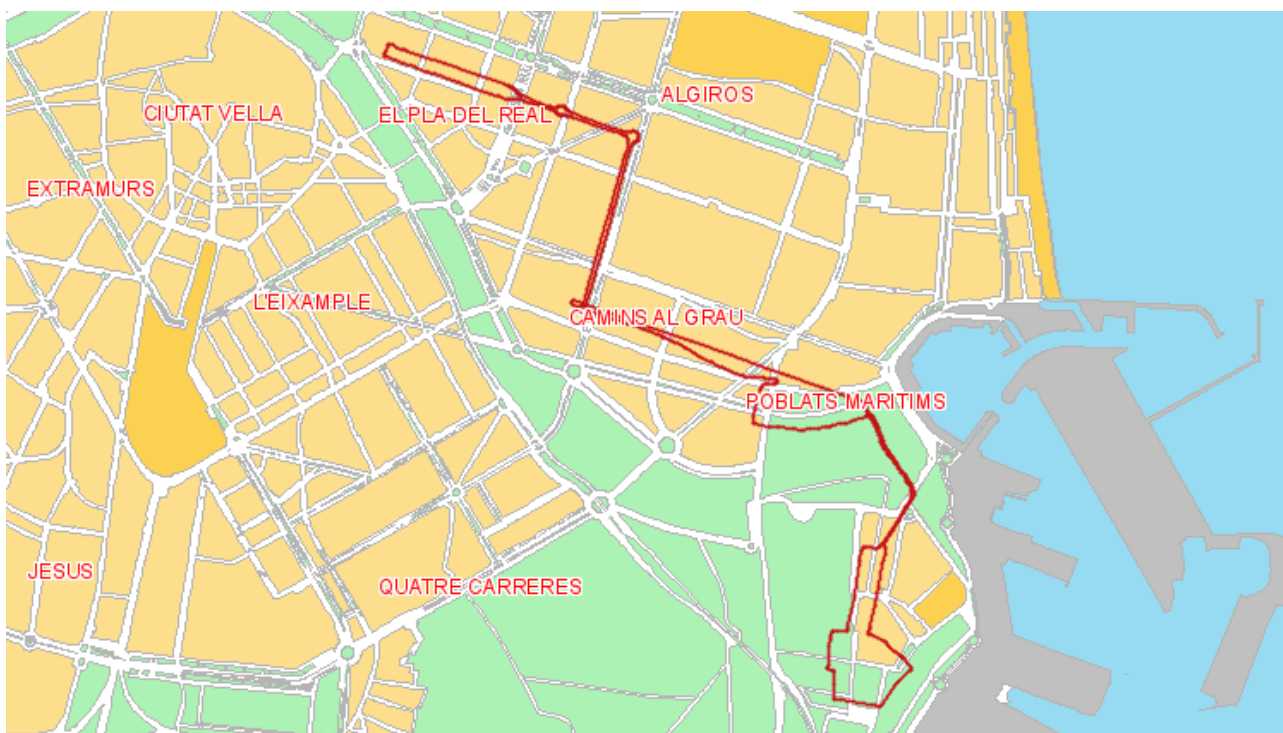 ALGIROS
CIUTAT VELLA
EL PLA DEL REAL
EXTRAMURS
L'EIXAMPLE
CAMINS AL GRAU
POBLATS MARITIMS
JESUS
QUATRE CARRERES